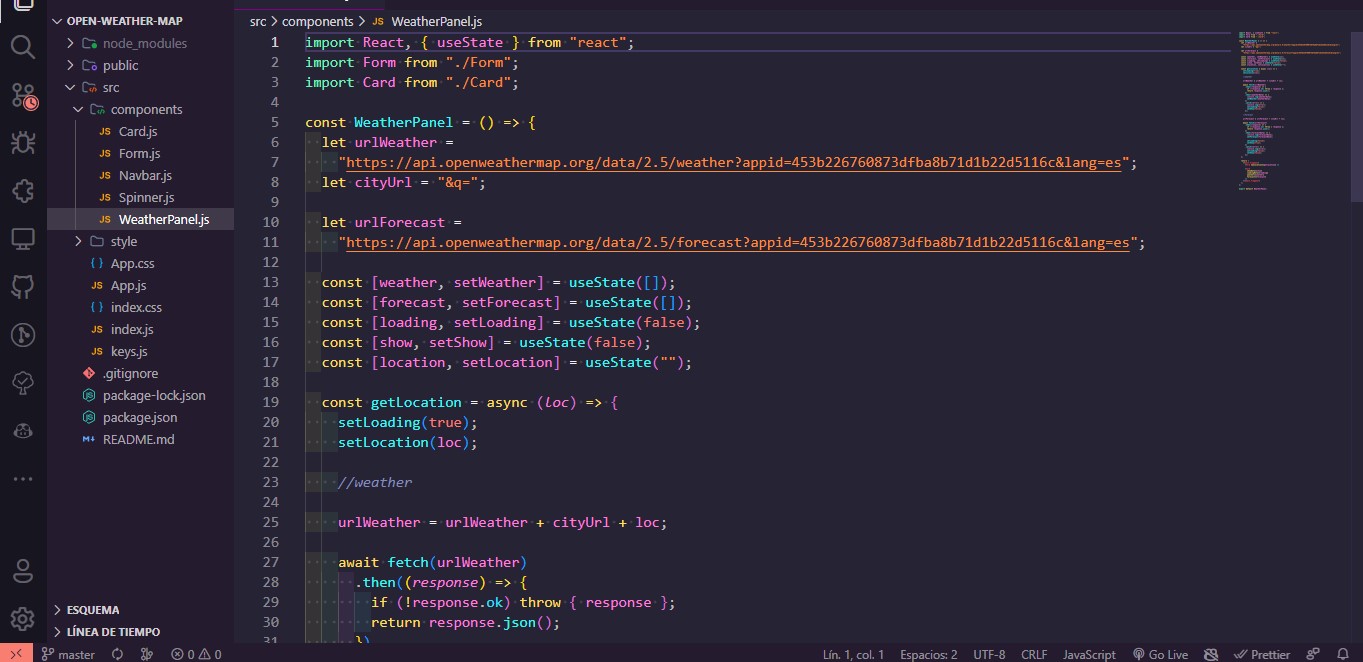 OPEN-WEATHER-MAP
node_modules
public
src
components
Card.js
Form.js
Navbar.js
Spinner.js
WeatherPanel.js
style
App.css
App.js
index.css
index.js
keys.js
.gitignore
package-lock.json
package.json
README.md
ESQUEMA
LÍNEA DE TIEMPO
src > components > JS WeatherPanel.js
1 import React, { useState } from "react";
2 import Form from "./Form";
3 import Card from "./Card";
4
5 const WeatherPanel = () => {
6 let urlWeather =
7 "https://api.openweathermap.org/data/2.5/weather?appid=453b226760873dfba8b71d1b22d5116c&lang=es";
8 let cityUrl = "&q=";
9
10 let urlForecast =
11 "https://api.openweathermap.org/data/2.5/forecast?appid=453b226760873dfba8b71d1b22d5116c&lang=es";
12
13 const [weather, setWeather] = useState([]);
14 const [forecast, setForecast] = useState([]);
15 const [loading, setLoading] = useState(false);
16 const [show, setShow] = useState(false);
17 const [location, setLocation] = useState("");
18
19 const getLocation = async (loc) => {
20 setLoading(true);
21 setLocation(loc);
22
23 //weather
24
25 urlWeather = urlWeather + cityUrl + loc;
26
27 await fetch(urlWeather)
28 .then((response) => {
29 if (!response.ok) throw { response };
30 return response.json();
31 })
master 0 0 Lín. 1, col. 1 Espacios: 2 UTF-8 CRLF JavaScript Go Live Prettier